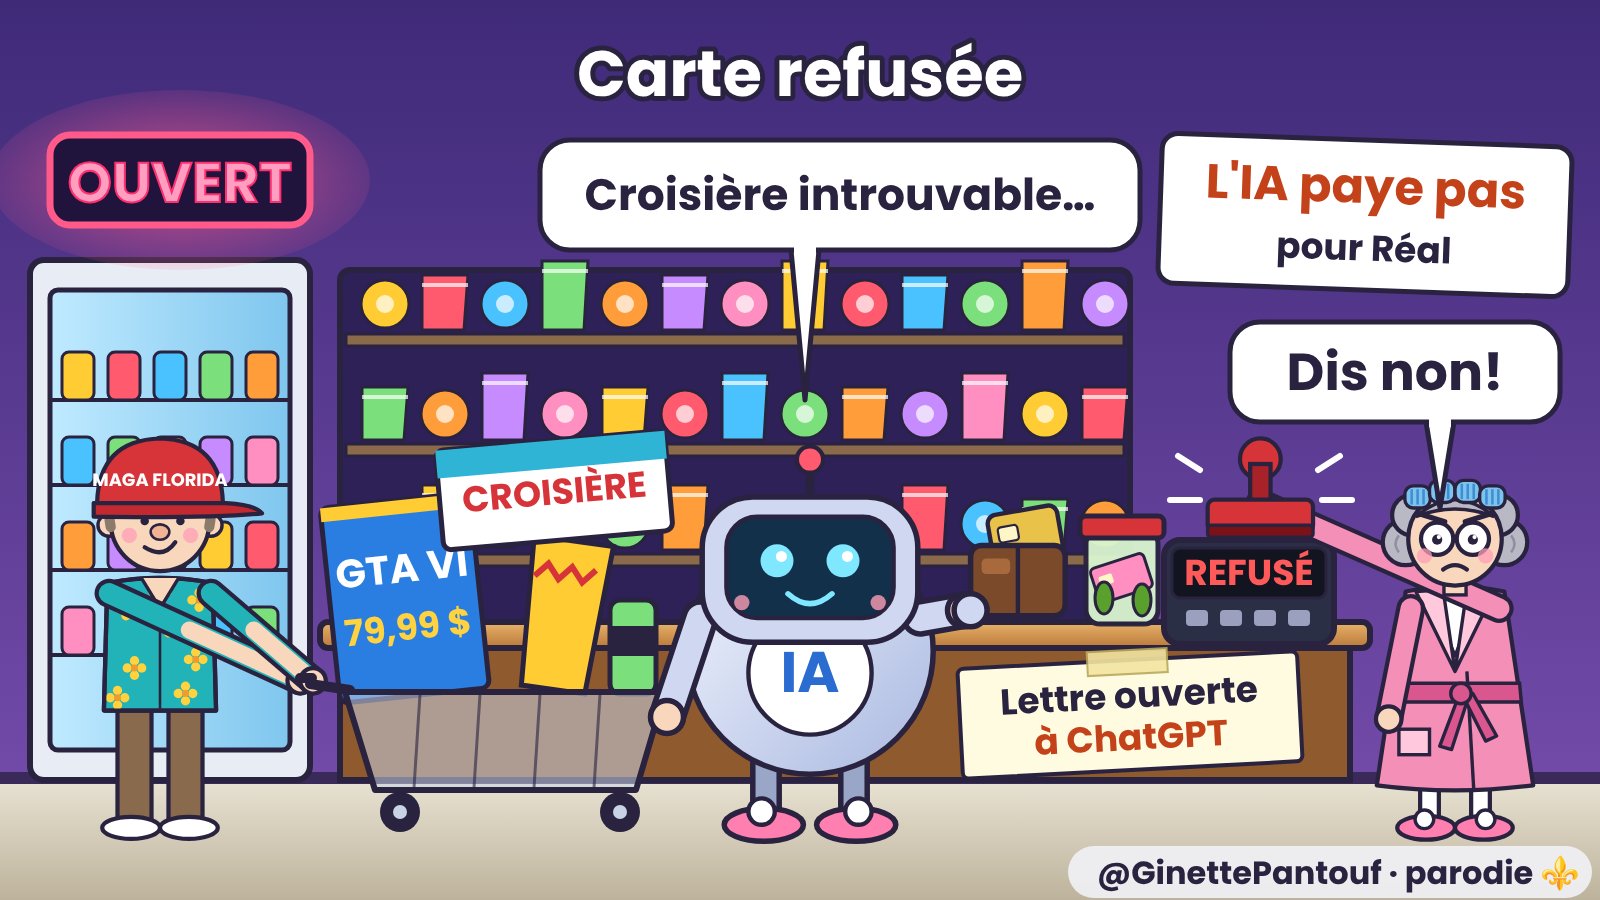 Carte refusée
OUVERT
Croisière introuvable...
L'IA paye pas
pour Réal
Dis non!
MAGA FLORIDA
CROISIÈRE
GTA VI
79,99 $
IA
REFUSÉ
Lettre ouverte
à ChatGPT
@GinettePantouf · parodie ⚜️